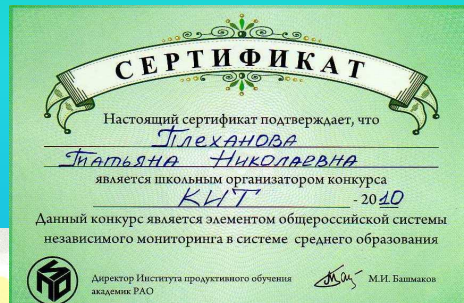 СЕРТИФИКАТ
Настоящий сертификат подтверждает, что
Плеханова
Татьяна Николаевна
является школьным организатором конкурса
КИТ - 2010
Данный конкурс является элементом общероссийской системы
независимого мониторинга в системе среднего образования
Директор Института продуктивного обучения М.И. Башмаков
академик РАО